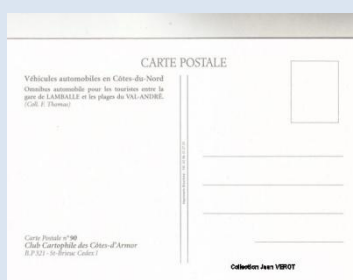 CARTE POSTALE
Véhicules automobiles en Côtes-du-Nord
Omnibus automobile pour les touristes entre la
gare de LAMBALLE et les plages du VAL-ANDRÉ.
(Coll. E. Thomas)
Carte Postale n° 90
Club Cartophile des Côtes-d'Armor
B.P 321 - St-Brieuc Cedex 1
Collection Jean VEROT